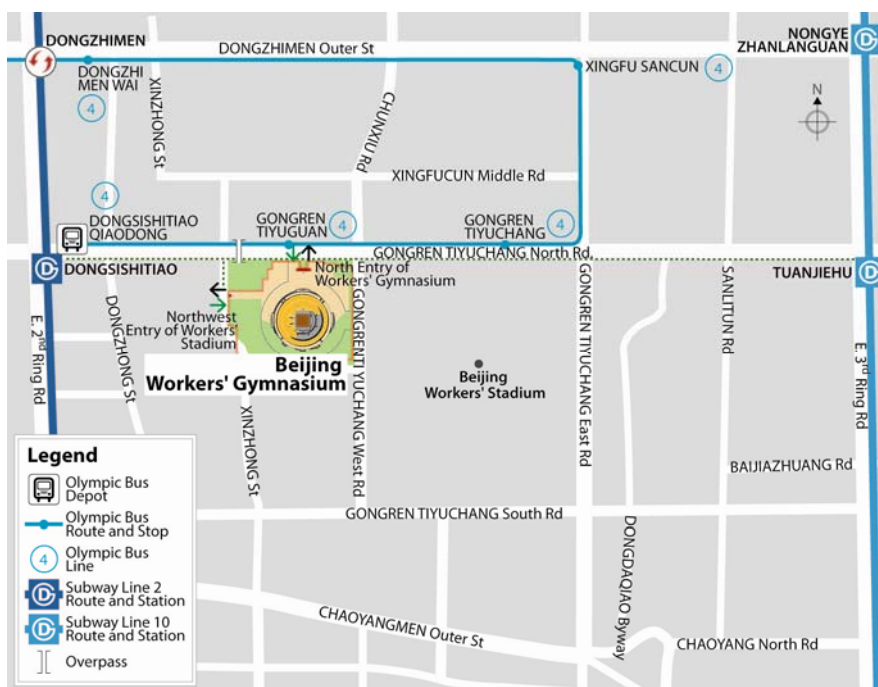 DONGZHIMEN
DONGZHIMEN Outer St
NONGYE
ZHANLANGUAN
DONGZHI
MEN WAI
4
XINZHONG St
CHUNXIU Rd
XINGFU SANCUN
4
N
XINGFUCUN Middle Rd
4
DONGSISHITIAO
QIAODONG
GONGREN
TIYUGUAN
4
GONGREN
TIYUCHANG
4
GONGREN TIYUCHANG North Rd.
DONGSISHITIAO
North Entry of
Workers' Gymnasium
TUANJIEHU
Northwest
Entry of Workers'
Stadium
E. 2nd Ring Rd
DONGZHONG St
Beijing
Workers' Gymnasium
GONGRENTI YUCHANG West Rd
Beijing
Workers' Stadium
GONGREN TIYUCHANG East Rd
SANLITUN Rd
E. 3rd Ring Rd
XINZHONG St
BAIJIAZHUANG Rd
GONGREN TIYUCHANG South Rd
DONGDAQIAO Byway
CHAOYANGMEN Outer St
CHAOYANG North Rd
Legend
Olympic Bus
Depot
Olympic Bus
Route and Stop
4
Olympic Bus
Line
Subway Line 2
Route and Station
Subway Line 10
Route and Station
Overpass